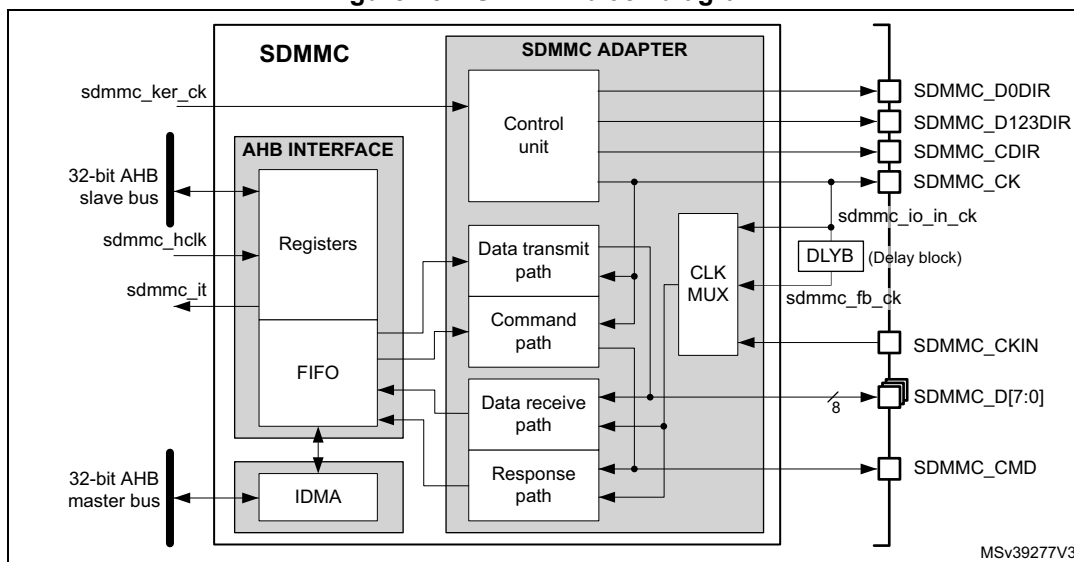 SDMMC
SDMMC ADAPTER
sdmmc_ker_ck
Control
unit
SDMMC_D0DIR
SDMMC_D123DIR
SDMMC_CDIR
SDMMC_CK
AHB INTERFACE
32-bit AHB
slave bus
Registers
sdmmc_hclk
sdmmc_it
FIFO
Data transmit
path
Command
path
CLK
MUX
sdmmc_io_in_ck
DLYB
(Delay block)
sdmmc_fb_ck
SDMMC_CKIN
Data receive
path
8
SDMMC_D[7:0]
Response
path
SDMMC_CMD
32-bit AHB
master bus
IDMA
MSv39277V3